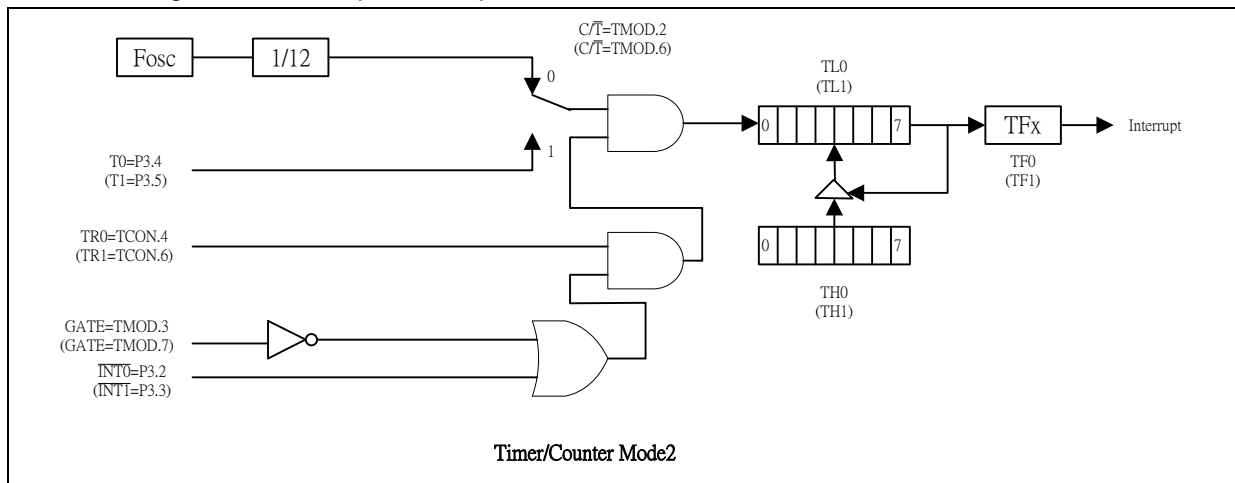 Fosc
1/12
C/T̅=TMOD.2
(C/T̅=TMOD.6)
0
1
T0=P3.4
(T1=P3.5)
TL0
(TL1)
0 7
TFx
TF0
(TF1)
Interrupt
TR0=TCON.4
(TR1=TCON.6)
0 7
TH0
(TH1)
GATE=TMOD.3
(GATE=TMOD.7)
I̅N̅T̅0̅=P3.2
(I̅N̅T̅1̅=P3.3)
Timer/Counter Mode2